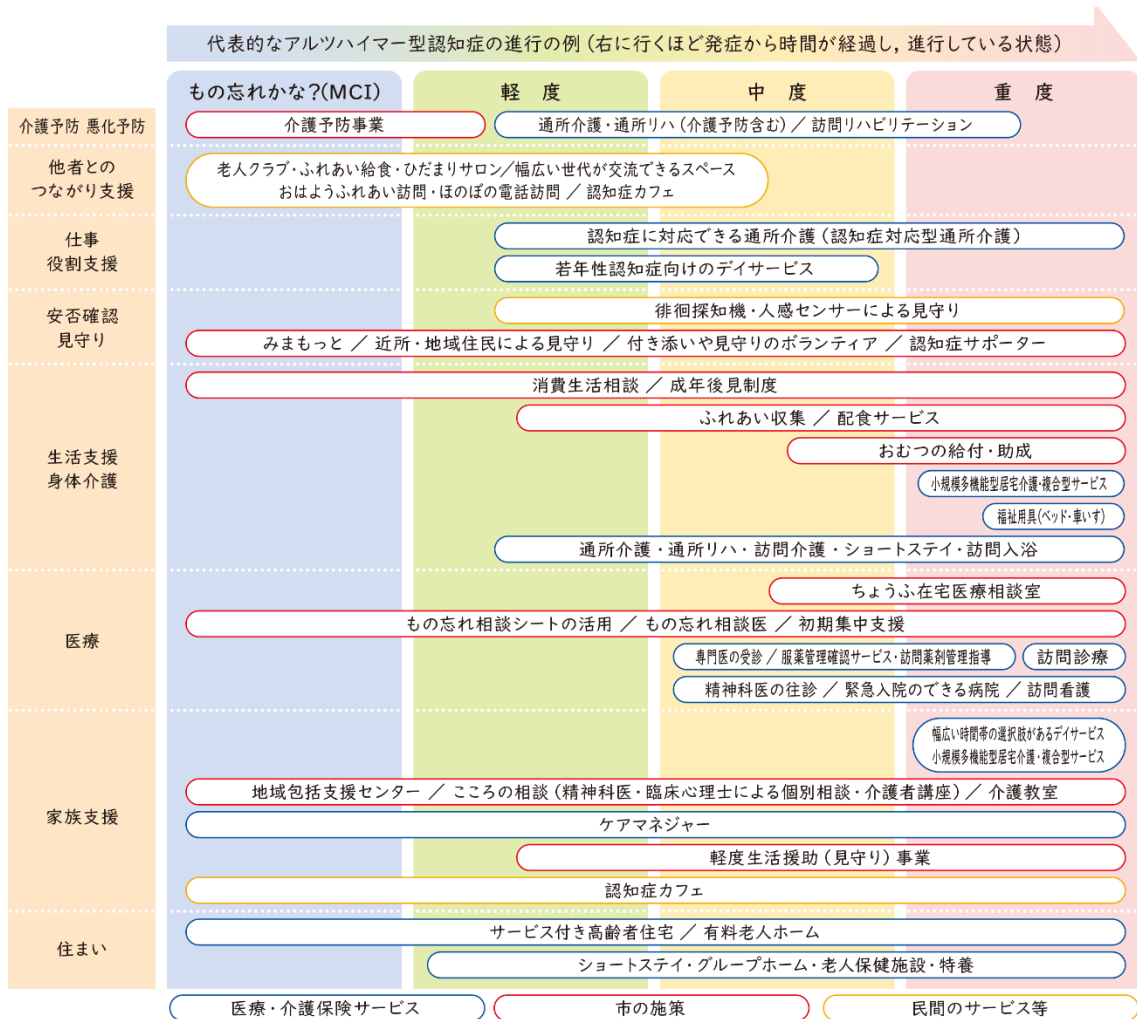 代表的なアルツハイマー型認知症の進行の例（右に行くほど発症から時間が経過し，進行している状態）
もの忘れかな？(MCI)
軽　度
中　度
重　度
介護予防 悪化予防
介護予防事業
通所介護・通所リハ（介護予防含む）／訪問リハビリテーション
他者との
つながり支援
老人クラブ・ふれあい給食・ひだまりサロン／幅広い世代が交流できるスペース
おはようふれあい訪問・ほのぼの電話訪問 ／ 認知症カフェ
仕事
役割支援
認知症に対応できる通所介護（認知症対応型通所介護）
若年性認知症向けのデイサービス
安否確認
見守り
徘徊探知機・人感センサーによる見守り
みまもっと ／ 近所・地域住民による見守り ／ 付き添いや見守りのボランティア ／ 認知症サポーター
生活支援
身体介護
消費生活相談 ／ 成年後見制度
ふれあい収集 ／ 配食サービス
おむつの給付・助成
小規模多機能型居宅介護・複合型サービス
福祉用具(ベッド・車いす)
通所介護・通所リハ・訪問介護・ショートステイ・訪問入浴
医療
ちょうふ在宅医療相談室
もの忘れ相談シートの活用 ／ もの忘れ相談医 ／ 初期集中支援
専門医の受診 ／ 服薬管理確認サービス・訪問薬剤管理指導
訪問診療
精神科医の往診 ／ 緊急入院のできる病院 ／ 訪問看護
家族支援
幅広い時間帯の選択肢があるデイサービス
小規模多機能型居宅介護・複合型サービス
地域包括支援センター ／ こころの相談（精神科医・臨床心理士による個別相談・介護者講座）／ 介護教室
ケアマネジャー
軽度生活援助（見守り）事業
認知症カフェ
住まい
サービス付き高齢者住宅 ／ 有料老人ホーム
ショートステイ・グループホーム・老人保健施設・特養
医療・介護保険サービス
市の施策
民間のサービス等